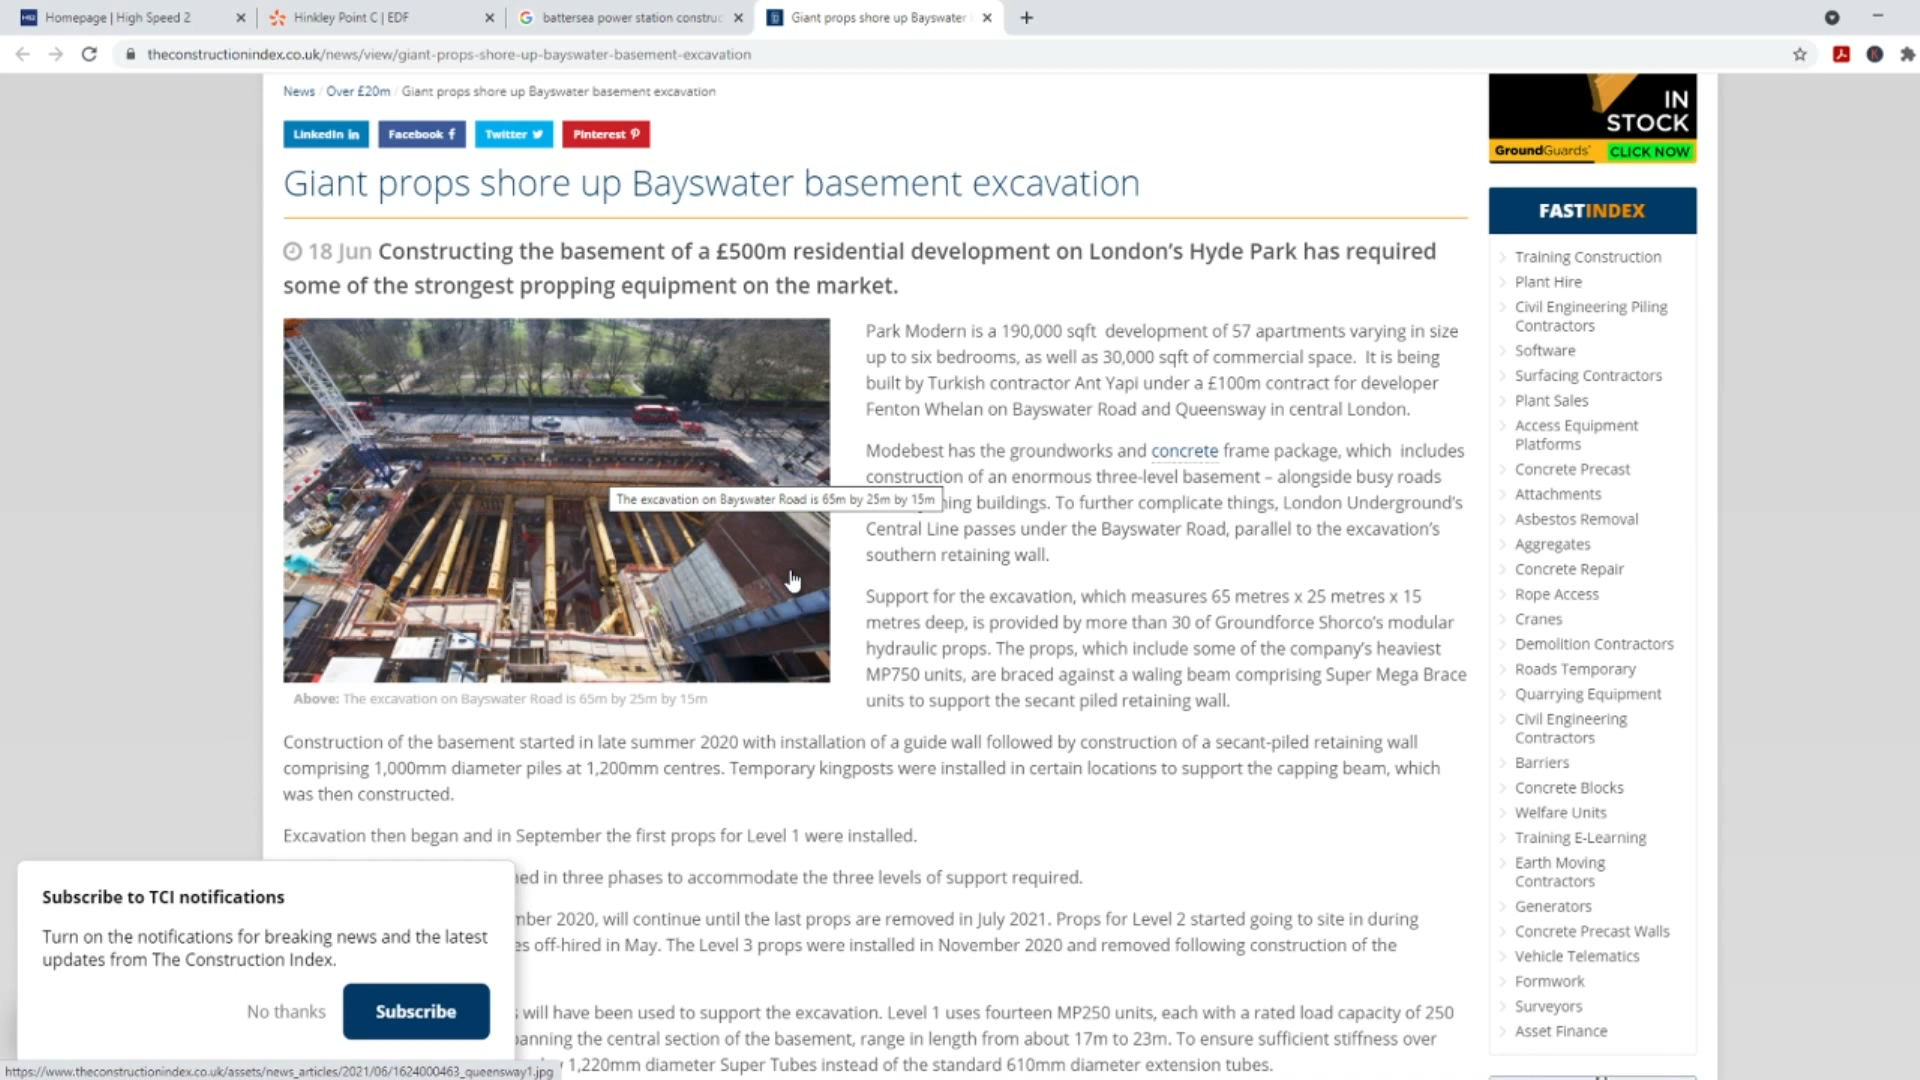 Homepage | High Speed 2
Hinkley Point C | EDF
battersea power station construc
Giant props shore up Bayswater
theconstructionindex.co.uk/news/view/giant-props-shore-up-bayswater-basement-excavation
News / Over £20m / Giant props shore up Bayswater basement excavation
LinkedIn in
Facebook f
Twitter
Pinterest
Giant props shore up Bayswater basement excavation
18 Jun Constructing the basement of a £500m residential development on London's Hyde Park has required
some of the strongest propping equipment on the market.
Park Modern is a 190,000 sqft development of 57 apartments varying in size
up to six bedrooms, as well as 30,000 sqft of commercial space. It is being
built by Turkish contractor Ant Yapi under a £100m contract for developer
Fenton Whelan on Bayswater Road and Queensway in central London.
Modebest has the groundworks and concrete frame package, which includes
construction of an enormous three-level basement – alongside busy roads
The excavation on Bayswater Road is 65m by 25m by 15m
ning buildings. To further complicate things, London Underground's
Central Line passes under the Bayswater Road, parallel to the excavation's
southern retaining wall.
Support for the excavation, which measures 65 metres x 25 metres x 15
metres deep, is provided by more than 30 of Groundforce Shorco's modular
hydraulic props. The props, which include some of the company's heaviest
MP750 units, are braced against a waling beam comprising Super Mega Brace
units to support the secant piled retaining wall.
Above: The excavation on Bayswater Road is 65m by 25m by 15m
Construction of the basement started in late summer 2020 with installation of a guide wall followed by construction of a secant-piled retaining wall
comprising 1,000mm diameter piles at 1,200mm centres. Temporary kingposts were installed in certain locations to support the capping beam, which
was then constructed.
Excavation then began and in September the first props for Level 1 were installed.
ned in three phases to accommodate the three levels of support required.
mber 2020, will continue until the last props are removed in July 2021. Props for Level 2 started going to site in during
es off-hired in May. The Level 3 props were installed in November 2020 and removed following construction of the
will have been used to support the excavation. Level 1 uses fourteen MP250 units, each with a rated load capacity of 250
panning the central section of the basement, range in length from about 17m to 23m. To ensure sufficient stiffness over
1,220mm diameter Super Tubes instead of the standard 610mm diameter extension tubes.
Subscribe to TCI notifications
Turn on the notifications for breaking news and the latest
updates from The Construction Index.
No thanks
Subscribe
https://www.theconstructionindex.co.uk/assets/news_articles/2021/06/1624000463_queensway1.jpg
IN
STOCK
GroundGuards CLICK NOW
FASTINDEX
Training Construction
Plant Hire
Civil Engineering Piling
Contractors
Software
Surfacing Contractors
Plant Sales
Access Equipment
Platforms
Concrete Precast
Attachments
Asbestos Removal
Aggregates
Concrete Repair
Rope Access
Cranes
Demolition Contractors
Roads Temporary
Quarrying Equipment
Civil Engineering
Contractors
Barriers
Concrete Blocks
Welfare Units
Training E-Learning
Earth Moving
Contractors
Generators
Concrete Precast Walls
Vehicle Telematics
Formwork
Surveyors
Asset Finance